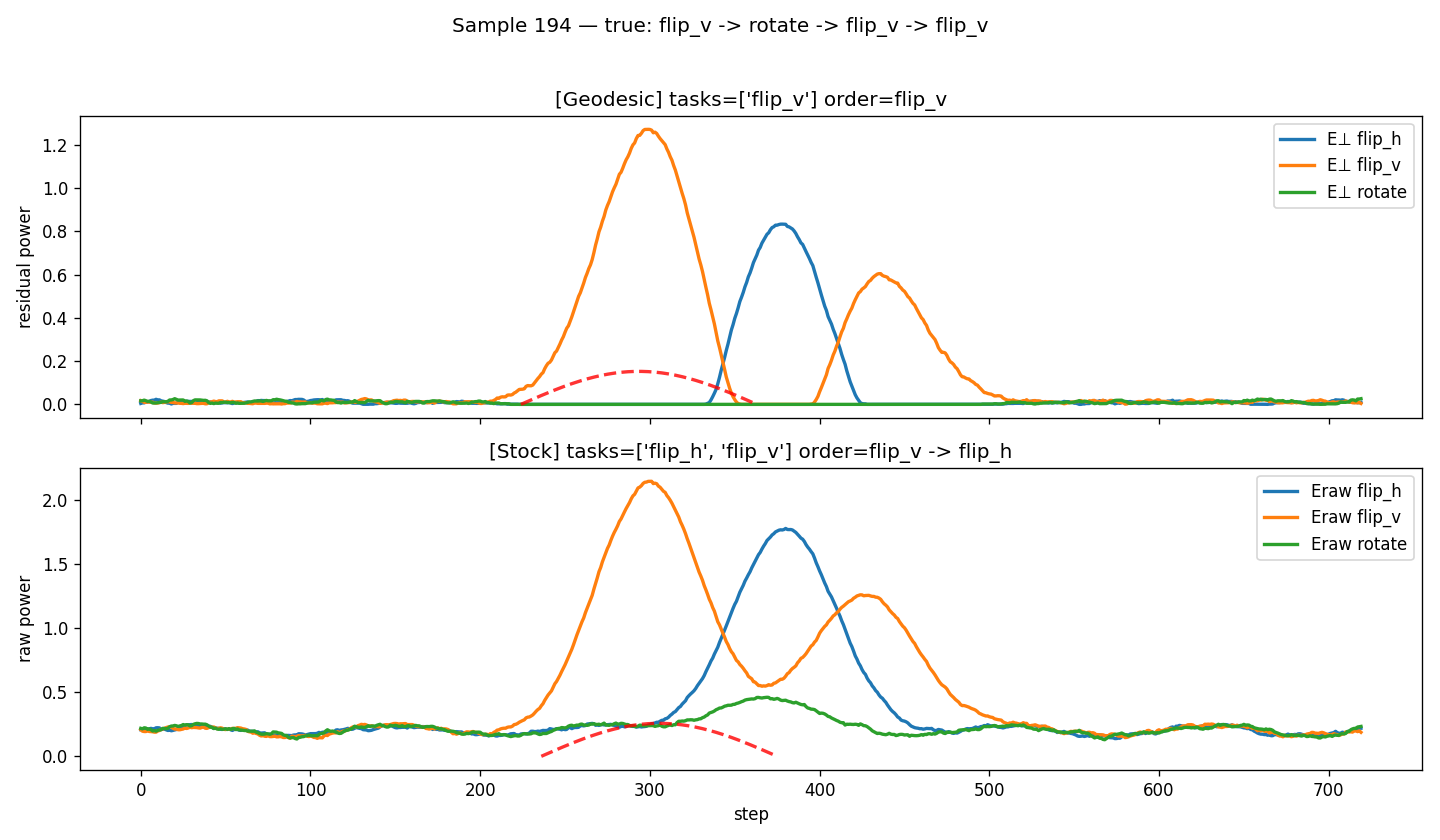 Sample 194 — true: flip_v -> rotate -> flip_v -> flip_v
[Geodesic] tasks=['flip_v'] order=flip_v
residual power
1.2
1.0
0.8
0.6
0.4
0.2
0.0
E⊥ flip_h
E⊥ flip_v
E⊥ rotate
[Stock] tasks=['flip_h', 'flip_v'] order=flip_v -> flip_h
raw power
2.0
1.5
1.0
0.5
0.0
Eraw flip_h
Eraw flip_v
Eraw rotate
0 100 200 300 400 500 600 700
step